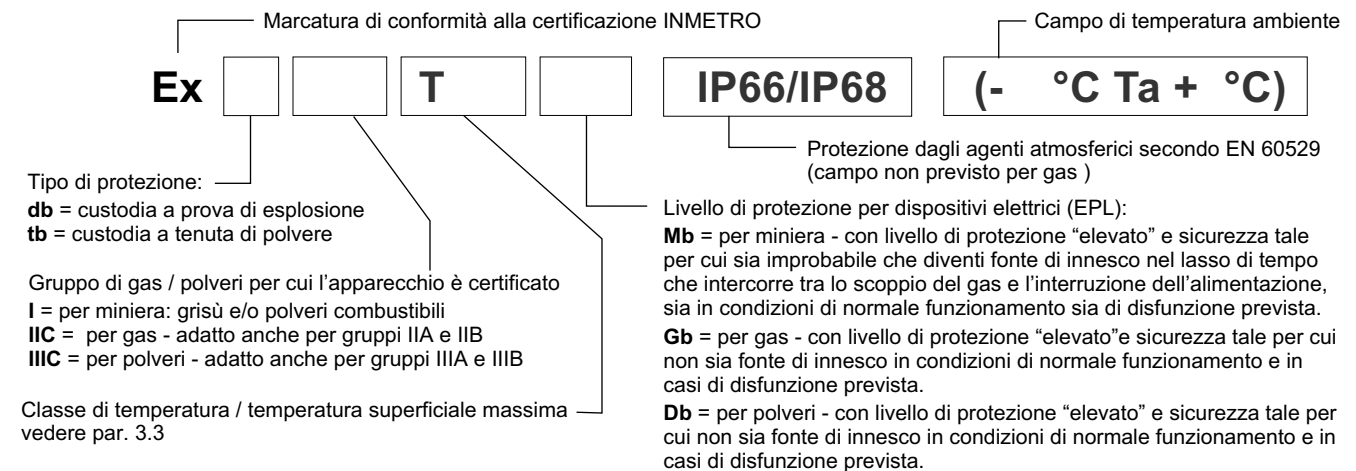 Marcatura di conformità alla certificazione INMETRO
Campo di temperatura ambiente
Ex T IP66/IP68 (- °C Ta + °C)
Protezione dagli agenti atmosferici secondo EN 60529
(campo non previsto per gas )
Tipo di protezione:
db = custodia a prova di esplosione
tb = custodia a tenuta di polvere
Gruppo di gas / polveri per cui l'apparecchio è certificato
I = per miniera: grisù e/o polveri combustibili
IIC = per gas - adatto anche per gruppi IIA e IIB
IIIC = per polveri - adatto anche per gruppi IIIA e IIIB
Classe di temperatura / temperatura superficiale massima
vedere par. 3.3
Livello di protezione per dispositivi elettrici (EPL):
Mb = per miniera - con livello di protezione “elevato” e sicurezza tale
per cui sia improbabile che diventi fonte di innesco nel lasso di tempo
che intercorre tra lo scoppio del gas e l'interruzione dell'alimentazione,
sia in condizioni di normale funzionamento sia di disfunzione prevista.
Gb = per gas - con livello di protezione “elevato”e sicurezza tale per cui
non sia fonte di innesco in condizioni di normale funzionamento e in
casi di disfunzione prevista.
Db = per polveri - con livello di protezione “elevato” e sicurezza tale per
cui non sia fonte di innesco in condizioni di normale funzionamento e in
casi di disfunzione prevista.